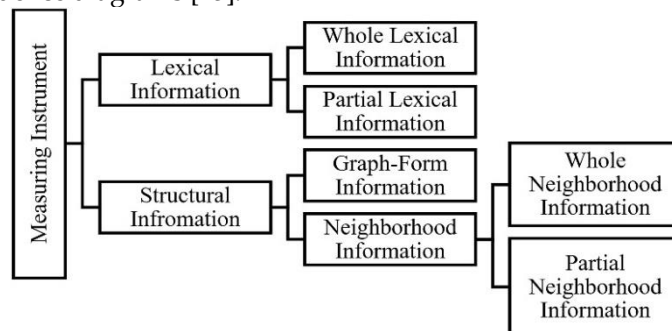 Measuring Instrument
Lexical
Information
Whole Lexical
Information
Partial Lexical
Information
Structural
Infromation
Graph-Form
Information
Neighborhood
Information
Whole
Neighborhood
Information
Partial
Neighborhood
Information